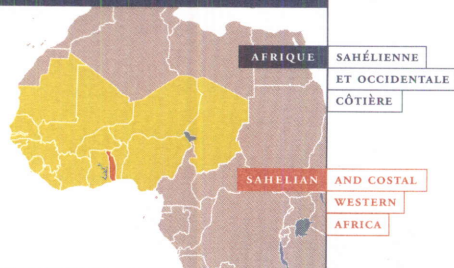 AFRIQUE SAHÉLIENNE
ET OCCIDENTALE
CÔTIÈRE
SAHELIAN AND COSTAL
WESTERN
AFRICA